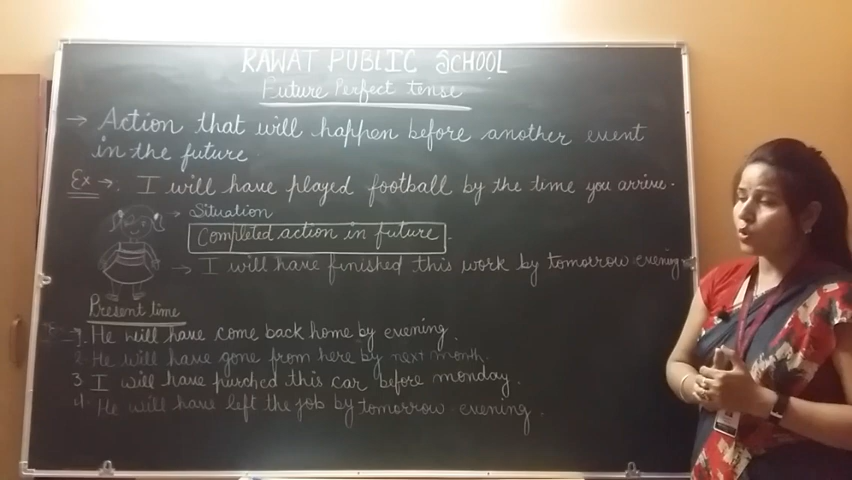 RAWAT PUBLIC SCHOOL
Future Perfect tense
→ Action that will happen before another event
in the future.
Ex → I will have played football by the time you arrive.
→ Situation
Completed action in future.
→ I will have finished this work by tomorrow evening
Present time
1. He will have come back home by evening.
2. He will have gone from here by next month.
3. I will have purched this car before monday.
4. He will have left the job by tomorrow evening.